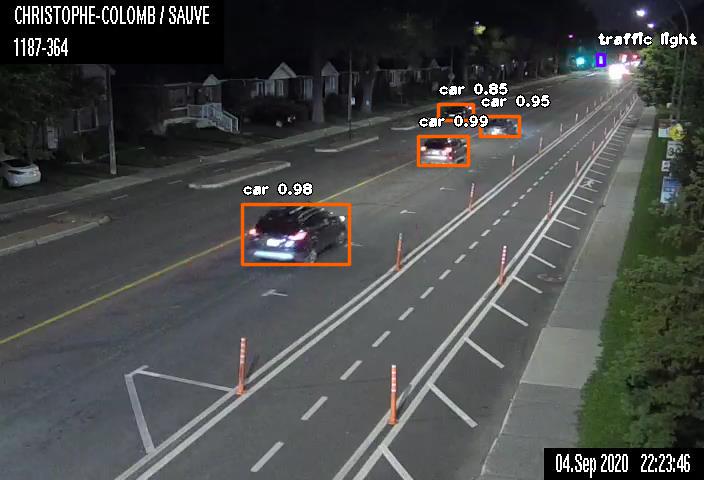 CHRISTOPHE-COLOMB / SAUVE
1187-364
traffic light
car 0.85
car 0.95
car 0.99
car 0.98
04.Sep 2020 22:23:46